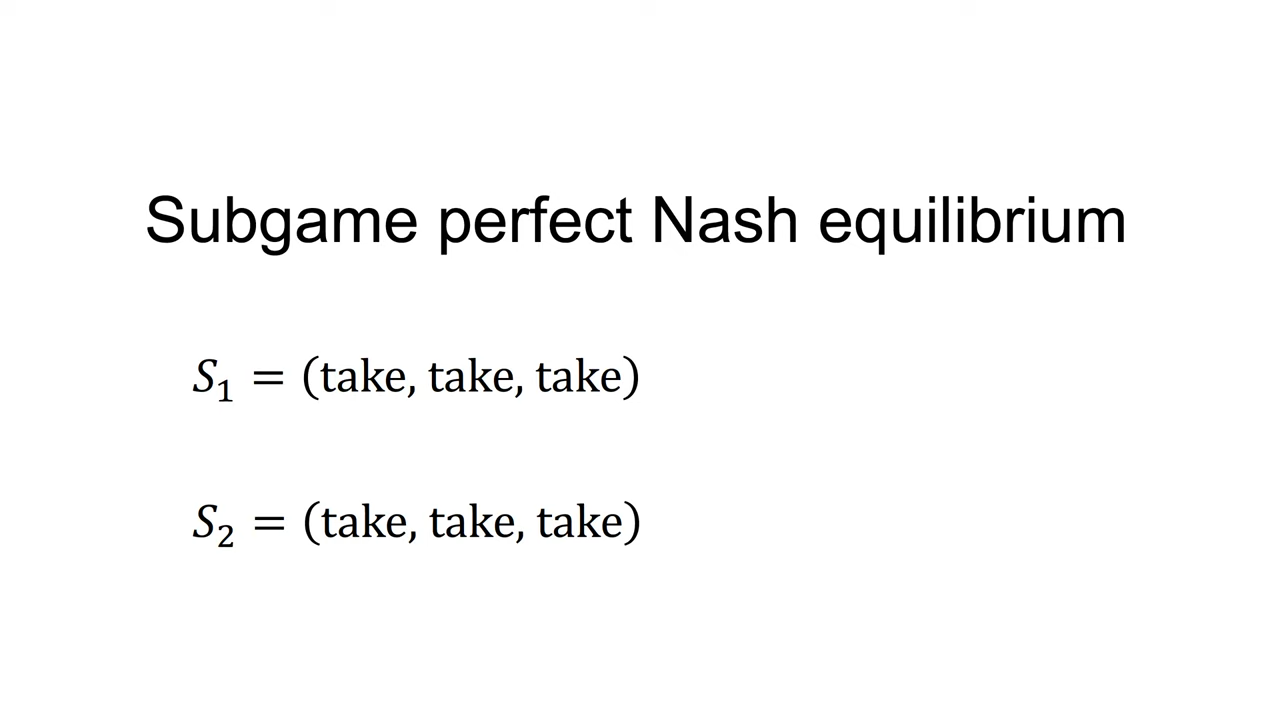 Subgame perfect Nash equilibrium
S₁ = (take, take, take)
S₂ = (take, take, take)